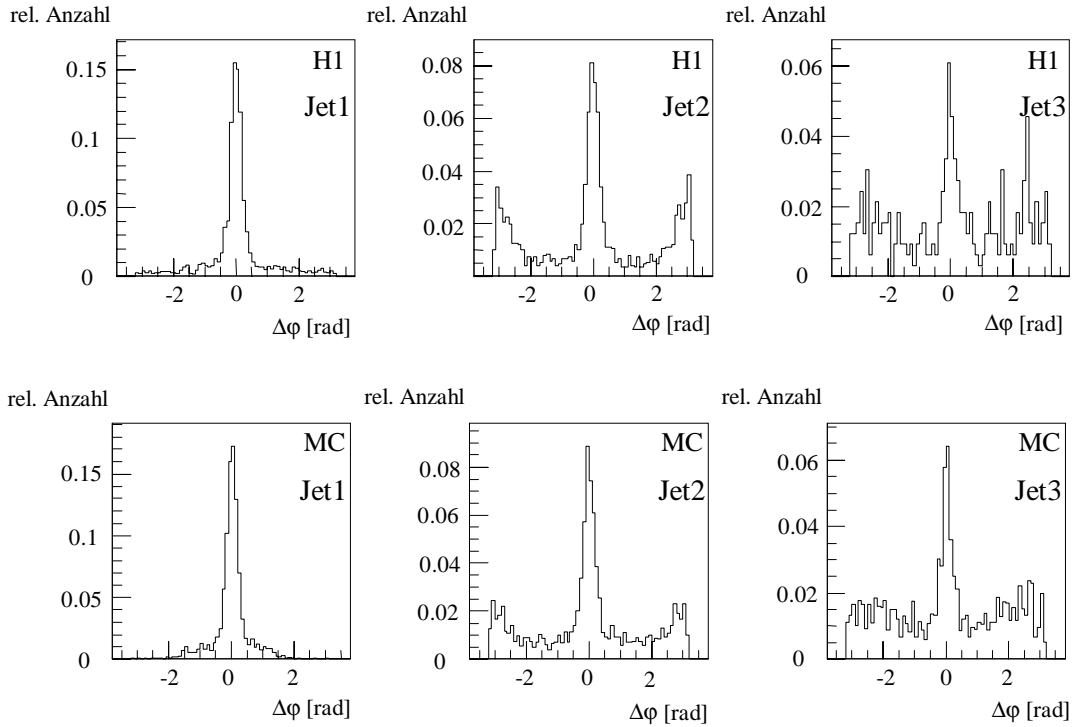 rel. Anzahl
H1
Jet1
0.15
0.1
0.05
0
-2 0 2
Δφ [rad]
rel. Anzahl
H1
Jet2
0.08
0.06
0.04
0.02
-2 0 2
Δφ [rad]
rel. Anzahl
H1
Jet3
0.06
0.04
0.02
0
-2 0 2
Δφ [rad]
rel. Anzahl
MC
Jet1
0.15
0.1
0.05
0
-2 0 2
Δφ [rad]
rel. Anzahl
MC
Jet2
0.08
0.06
0.04
0.02
0
-2 0 2
Δφ [rad]
rel. Anzahl
MC
Jet3
0.06
0.04
0.02
0
-2 0 2
Δφ [rad]